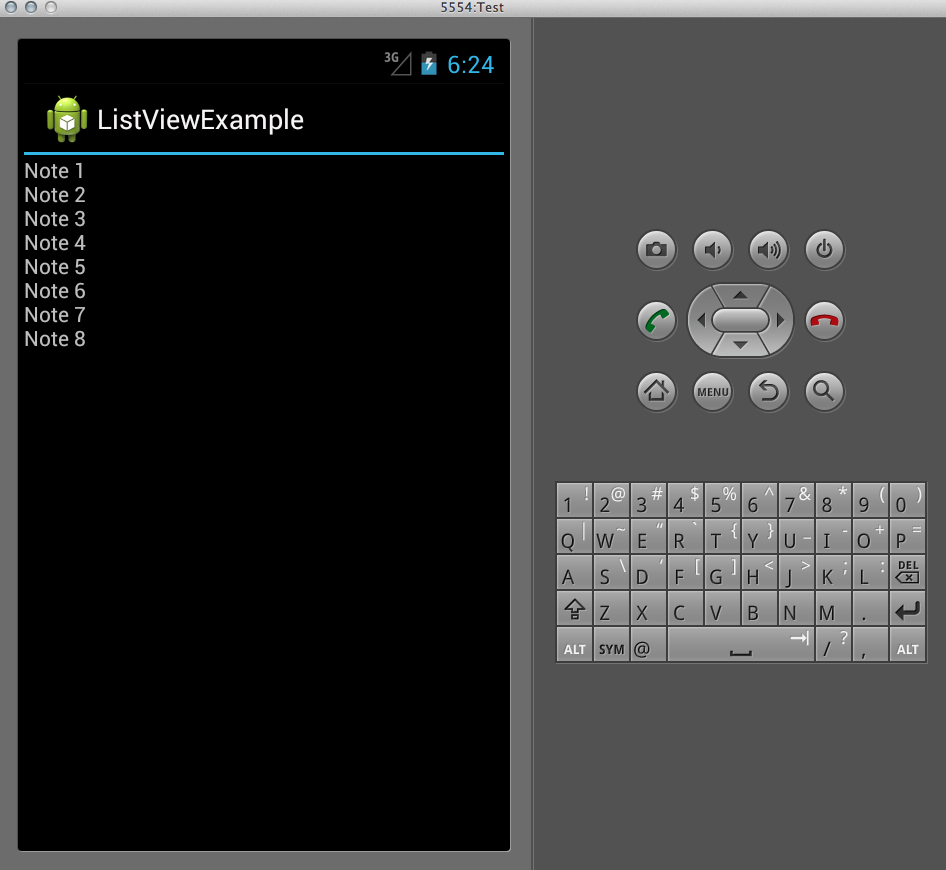 5554:Test
3G 6:24
ListViewExample
Note 1
Note 2
Note 3
Note 4
Note 5
Note 6
Note 7
Note 8
MENU
1 ! 2 @ 3 # 4 $ 5 % 6 ^ 7 & 8 * 9 ( 0 )
Q | W ~ E " R ` T { Y } U _ I - O + P =
A S \ D ' F [ G ] H < J > K ; L : DEL
Z X C V B N M .
ALT SYM @ / ? , ALT